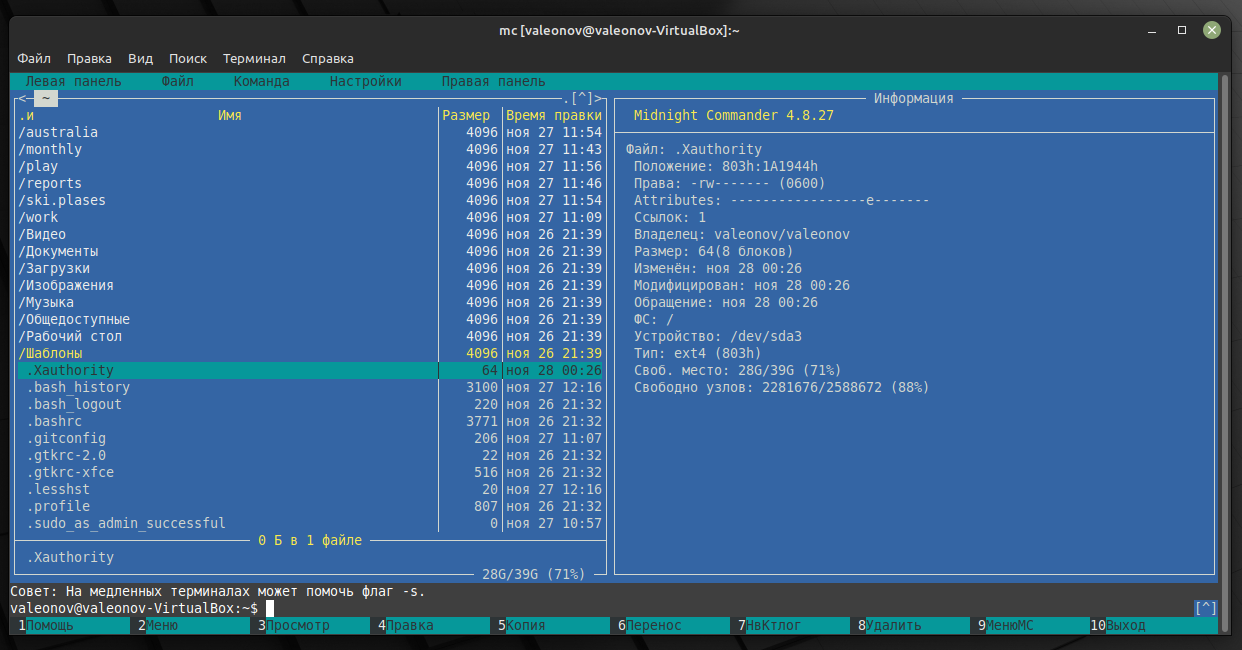 mc [valeonov@valeonov-VirtualBox]:~
Файл Правка Вид Поиск Терминал Справка
Левая панель Файл Команда Настройки Правая панель
<─ ~ .[^]>
.и Имя Размер Время правки
/australia 4096 ноя 27 11:54
/monthly 4096 ноя 27 11:43
/play 4096 ноя 27 11:56
/reports 4096 ноя 27 11:46
/ski.plases 4096 ноя 27 11:54
/work 4096 ноя 27 11:09
/Видео 4096 ноя 26 21:39
/Документы 4096 ноя 26 21:39
/Загрузки 4096 ноя 26 21:39
/Изображения 4096 ноя 26 21:39
/Музыка 4096 ноя 26 21:39
/Общедоступные 4096 ноя 26 21:39
/Рабочий стол 4096 ноя 26 21:39
/Шаблоны 4096 ноя 26 21:39
.Xauthority 64 ноя 28 00:26
.bash_history 3100 ноя 27 12:16
.bash_logout 220 ноя 26 21:32
.bashrc 3771 ноя 26 21:32
.gitconfig 206 ноя 27 11:07
.gtkrc-2.0 22 ноя 26 21:32
.gtkrc-xfce 516 ноя 26 21:32
.lesshst 20 ноя 27 12:16
.profile 807 ноя 26 21:32
.sudo_as_admin_successful 0 ноя 27 10:57
0 Б в 1 файле
.Xauthority
28G/39G (71%)
Информация
Midnight Commander 4.8.27
Файл: .Xauthority
Положение: 803h:1A1944h
Права: -rw------- (0600)
Attributes: -----------------e-------
Ссылок: 1
Владелец: valeonov/valeonov
Размер: 64(8 блоков)
Изменён: ноя 28 00:26
Модифицирован: ноя 28 00:26
Обращение: ноя 28 00:26
ФС: /
Устройство: /dev/sda3
Тип: ext4 (803h)
Своб. место: 28G/39G (71%)
Свободно узлов: 2281676/2588672 (88%)
Совет: На медленных терминалах может помочь флаг -s.
valeonov@valeonov-VirtualBox:~$ [^]
1Помощь 2Меню 3Просмотр 4Правка 5Копия 6Перенос 7НвКтлог 8Удалить 9МенюMC 10Выход